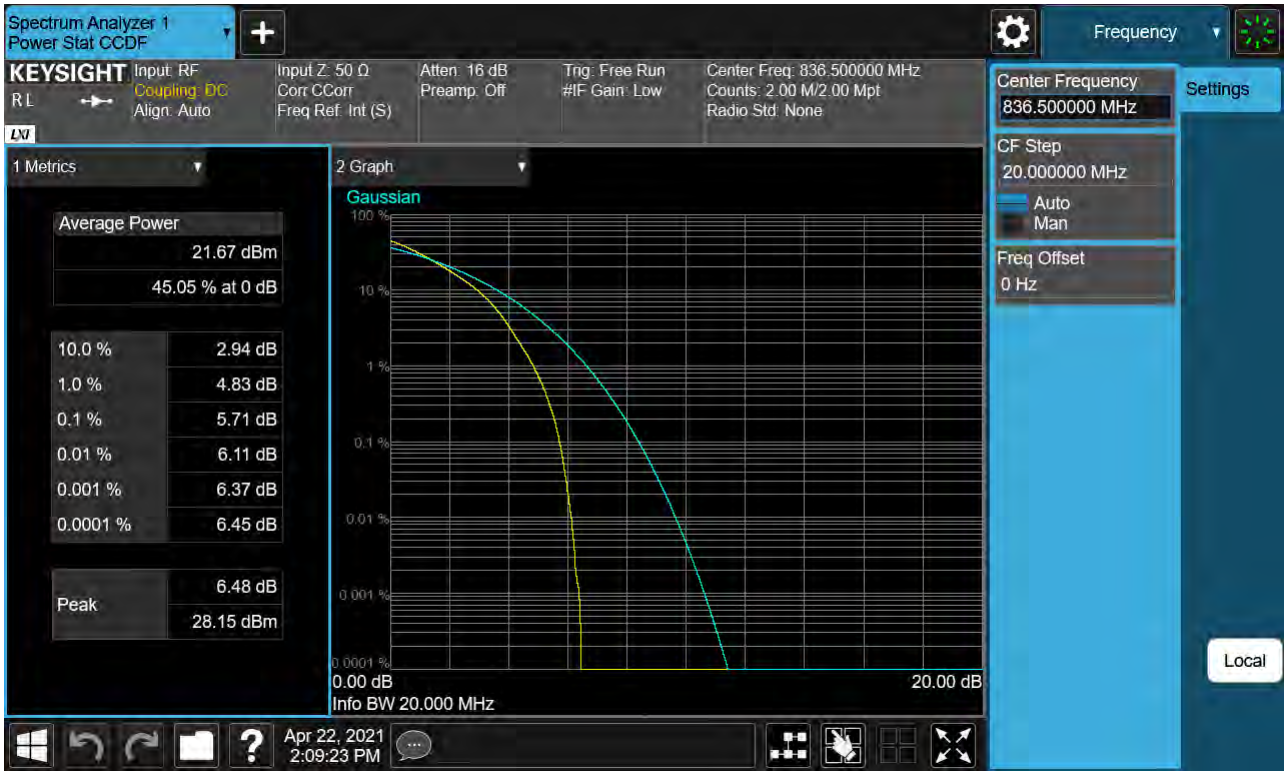 Spectrum Analyzer 1
Power Stat CCDF
+
Frequency
KEYSIGHT
RL
LXI
Input: RF
Coupling: DC
Align: Auto
Input Z: 50 Ω
Corr CCorr
Freq Ref: Int (S)
Atten: 16 dB
Preamp: Off
Trig: Free Run
#IF Gain: Low
Center Freq: 836.500000 MHz
Counts: 2.00 M/2.00 Mpt
Radio Std: None
1 Metrics
Average Power
21.67 dBm
45.05 % at 0 dB
10.0 % 2.94 dB
1.0 % 4.83 dB
0.1 % 5.71 dB
0.01 % 6.11 dB
0.001 % 6.37 dB
0.0001 % 6.45 dB
Peak
6.48 dB
28.15 dBm
2 Graph
Gaussian
100 %
10 %
1 %
0.1 %
0.01 %
0.001 %
0.0001 %
0.00 dB 20.00 dB
Info BW 20.000 MHz
Center Frequency
836.500000 MHz
CF Step
20.000000 MHz
Auto
Man
Freq Offset
0 Hz
Settings
Local
?
Apr 22, 2021
2:09:23 PM